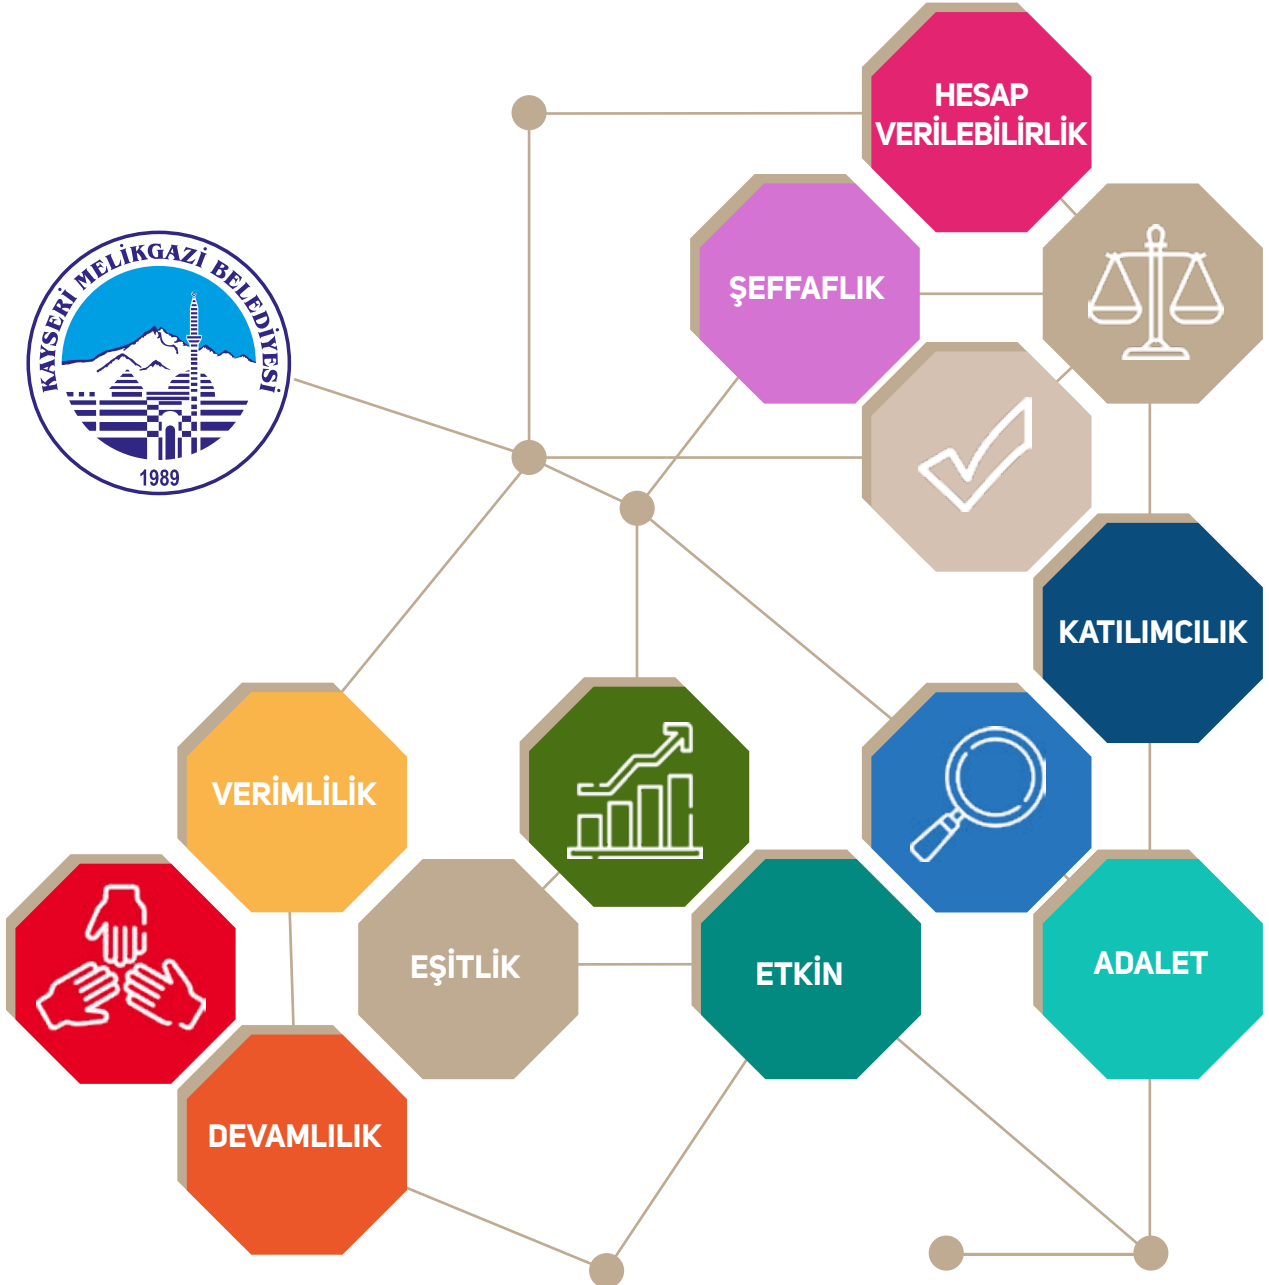 HESAP
VERİLEBİLİRLİK
ŞEFFAFLIK
KAYSERİ MELİKGAZİ BELEDİYESİ
1989
KATILIMCILIK
VERİMLİLİK
EŞİTLİK
ETKİN
ADALET
DEVAMLILIK